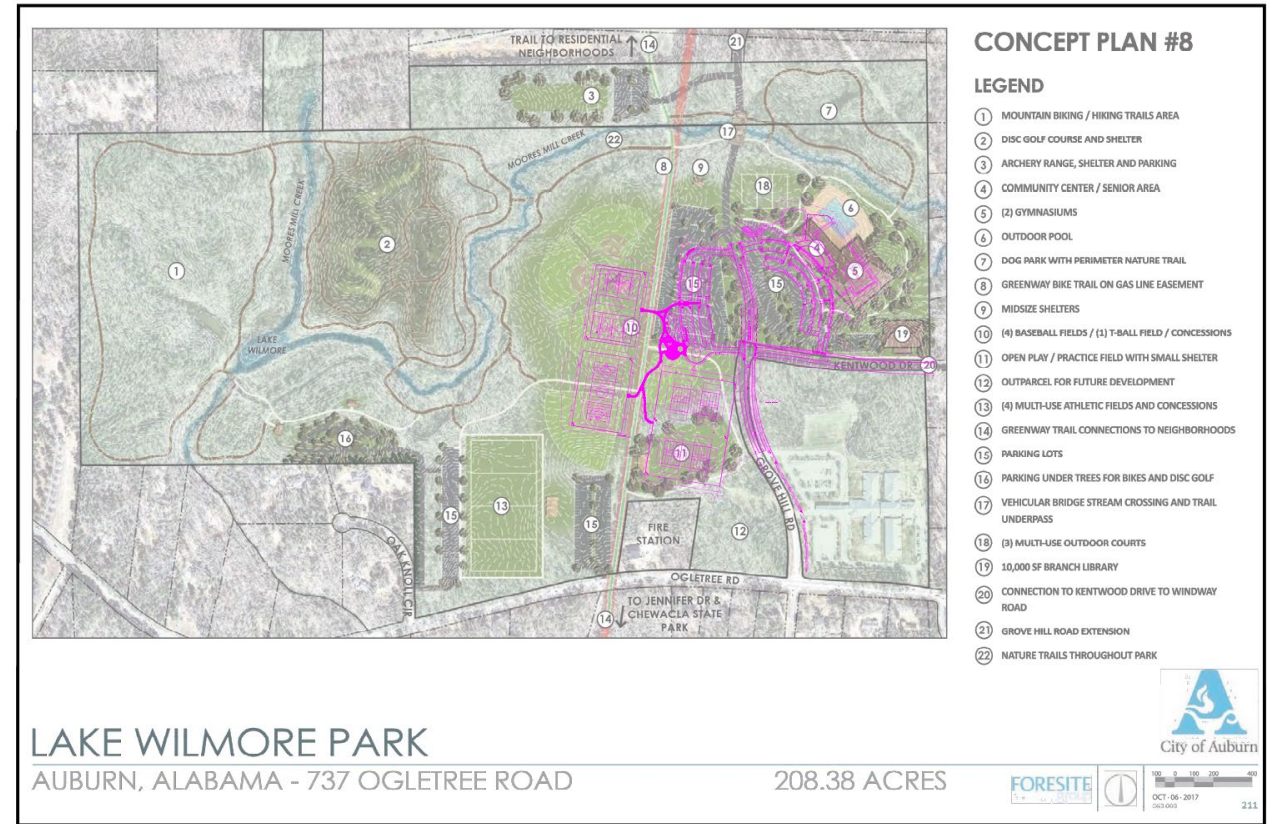 TRAIL TO RESIDENTIAL
NEIGHBORHOODS
14
21
3
7
17
22
MOORES MILL CREEK
8
9
18
6
MOORES MILL CREEK
2
4
1
5
15
15
10
19
LAKE
WILMORE
KENTWOOD DR
20
16
11
GROVE HILL RD
13
15
15
FIRE
STATION
12
OAK KNOLL CIR
OGLETREE RD
14
TO JENNIFER DR &
CHEWACLA STATE
PARK
CONCEPT PLAN #8
LEGEND
1 MOUNTAIN BIKING / HIKING TRAILS AREA
2 DISC GOLF COURSE AND SHELTER
3 ARCHERY RANGE, SHELTER AND PARKING
4 COMMUNITY CENTER / SENIOR AREA
5 (2) GYMNASIUMS
6 OUTDOOR POOL
7 DOG PARK WITH PERIMETER NATURE TRAIL
8 GREENWAY BIKE TRAIL ON GAS LINE EASEMENT
9 MIDSIZE SHELTERS
10 (4) BASEBALL FIELDS / (1) T-BALL FIELD / CONCESSIONS
11 OPEN PLAY / PRACTICE FIELD WITH SMALL SHELTER
12 OUTPARCEL FOR FUTURE DEVELOPMENT
13 (4) MULTI-USE ATHLETIC FIELDS AND CONCESSIONS
14 GREENWAY TRAIL CONNECTIONS TO NEIGHBORHOODS
15 PARKING LOTS
16 PARKING UNDER TREES FOR BIKES AND DISC GOLF
17 VEHICULAR BRIDGE STREAM CROSSING AND TRAIL
UNDERPASS
18 (3) MULTI-USE OUTDOOR COURTS
19 10,000 SF BRANCH LIBRARY
20 CONNECTION TO KENTWOOD DRIVE TO WINDWAY
ROAD
21 GROVE HILL ROAD EXTENSION
22 NATURE TRAILS THROUGHOUT PARK
City of Auburn
LAKE WILMORE PARK
AUBURN, ALABAMA - 737 OGLETREE ROAD
208.38 ACRES
FORESITE
100 0 100 200 400
OCT - 06 - 2017
211